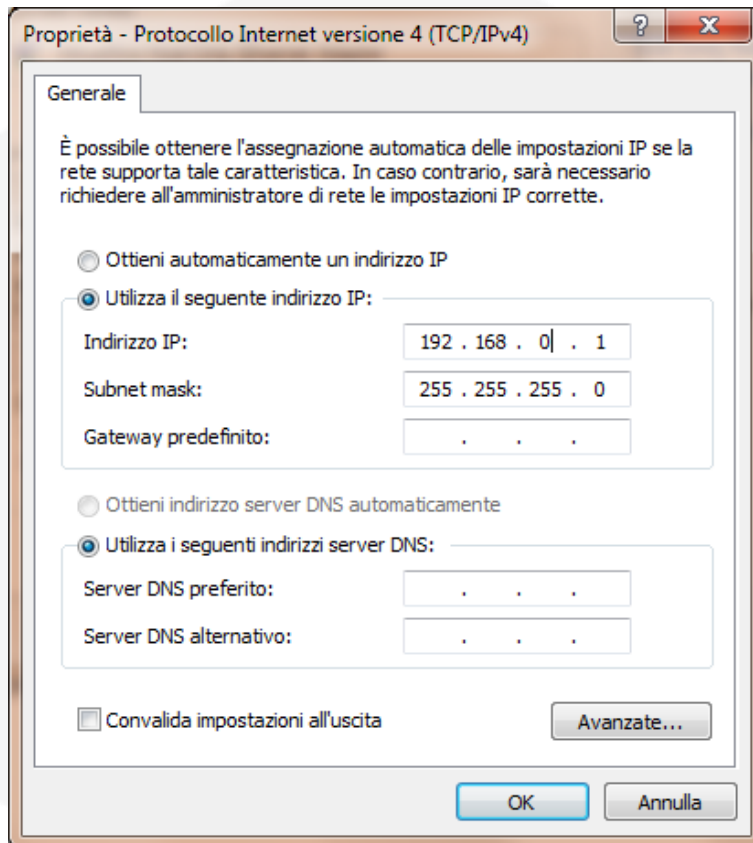 Proprietà - Protocollo Internet versione 4 (TCP/IPv4)
Generale
È possibile ottenere l'assegnazione automatica delle impostazioni IP se la
rete supporta tale caratteristica. In caso contrario, sarà necessario
richiedere all'amministratore di rete le impostazioni IP corrette.
Ottieni automaticamente un indirizzo IP
Utilizza il seguente indirizzo IP:
Indirizzo IP: 192 . 168 . 0 . 1
Subnet mask: 255 . 255 . 255 . 0
Gateway predefinito: . . .
Ottieni indirizzo server DNS automaticamente
Utilizza i seguenti indirizzi server DNS:
Server DNS preferito: . . .
Server DNS alternativo: . . .
Convalida impostazioni all'uscita
Avanzate...
OK Annulla